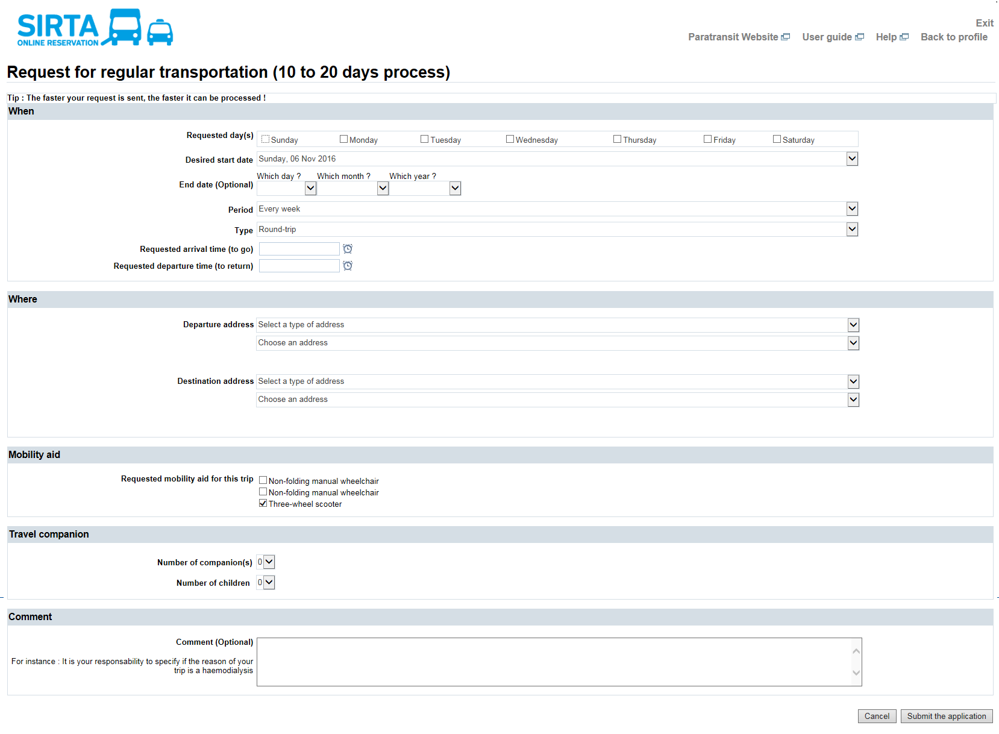 SIRTA
ONLINE RESERVATION
Exit
Paratransit Website User guide Help Back to profile
Request for regular transportation (10 to 20 days process)
Tip : The faster your request is sent, the faster it can be processed !
When
Requested day(s) Sunday Monday Tuesday Wednesday Thursday Friday Saturday
Desired start date Sunday, 06 Nov 2016
Which day ? Which month ? Which year ?
End date (Optional)
Period Every week
Type Round-trip
Requested arrival time (to go)
Requested departure time (to return)
Where
Departure address Select a type of address
Choose an address
Destination address Select a type of address
Choose an address
Mobility aid
Requested mobility aid for this trip Non-folding manual wheelchair
Non-folding manual wheelchair
Three-wheel scooter
Travel companion
Number of companion(s) 0
Number of children 0
Comment
Comment (Optional)
For instance : It is your responsability to specify if the reason of your
trip is a haemodialysis
Cancel Submit the application